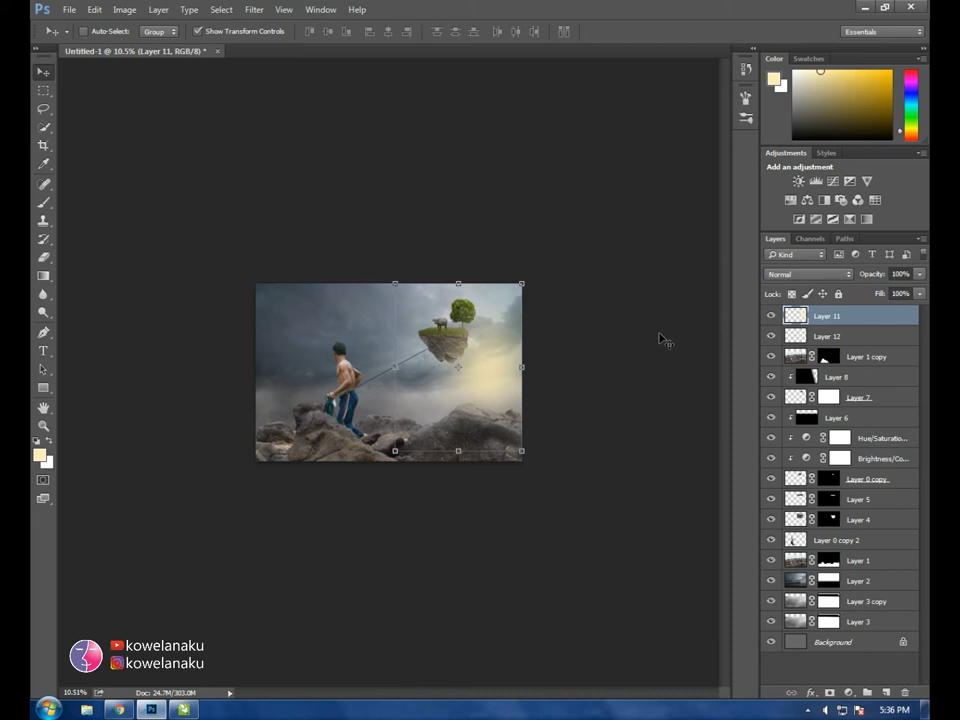 Ps File Edit Image Layer Type Select Filter View Window Help
Auto-Select: Group Show Transform Controls Essentials
Untitled-1 @ 10.5% (Layer 11, RGB/8) * ×
Color Swatches
Adjustments Styles
Add an adjustment
Layers Channels Paths
Kind
Normal Opacity: 100%
Lock: Fill: 100%
Layer 11
Layer 12
Layer 1 copy
Layer 8
Layer 7
Layer 6
Hue/Saturatio...
Brightness/Co...
Layer 0 copy
Layer 5
Layer 4
Layer 0 copy 2
Layer 1
Layer 2
Layer 3 copy
Layer 3
Background
kowelanaku
kowelanaku
10.51% Doc: 24.7M/303.0M
fx
Ps 5:36 PM